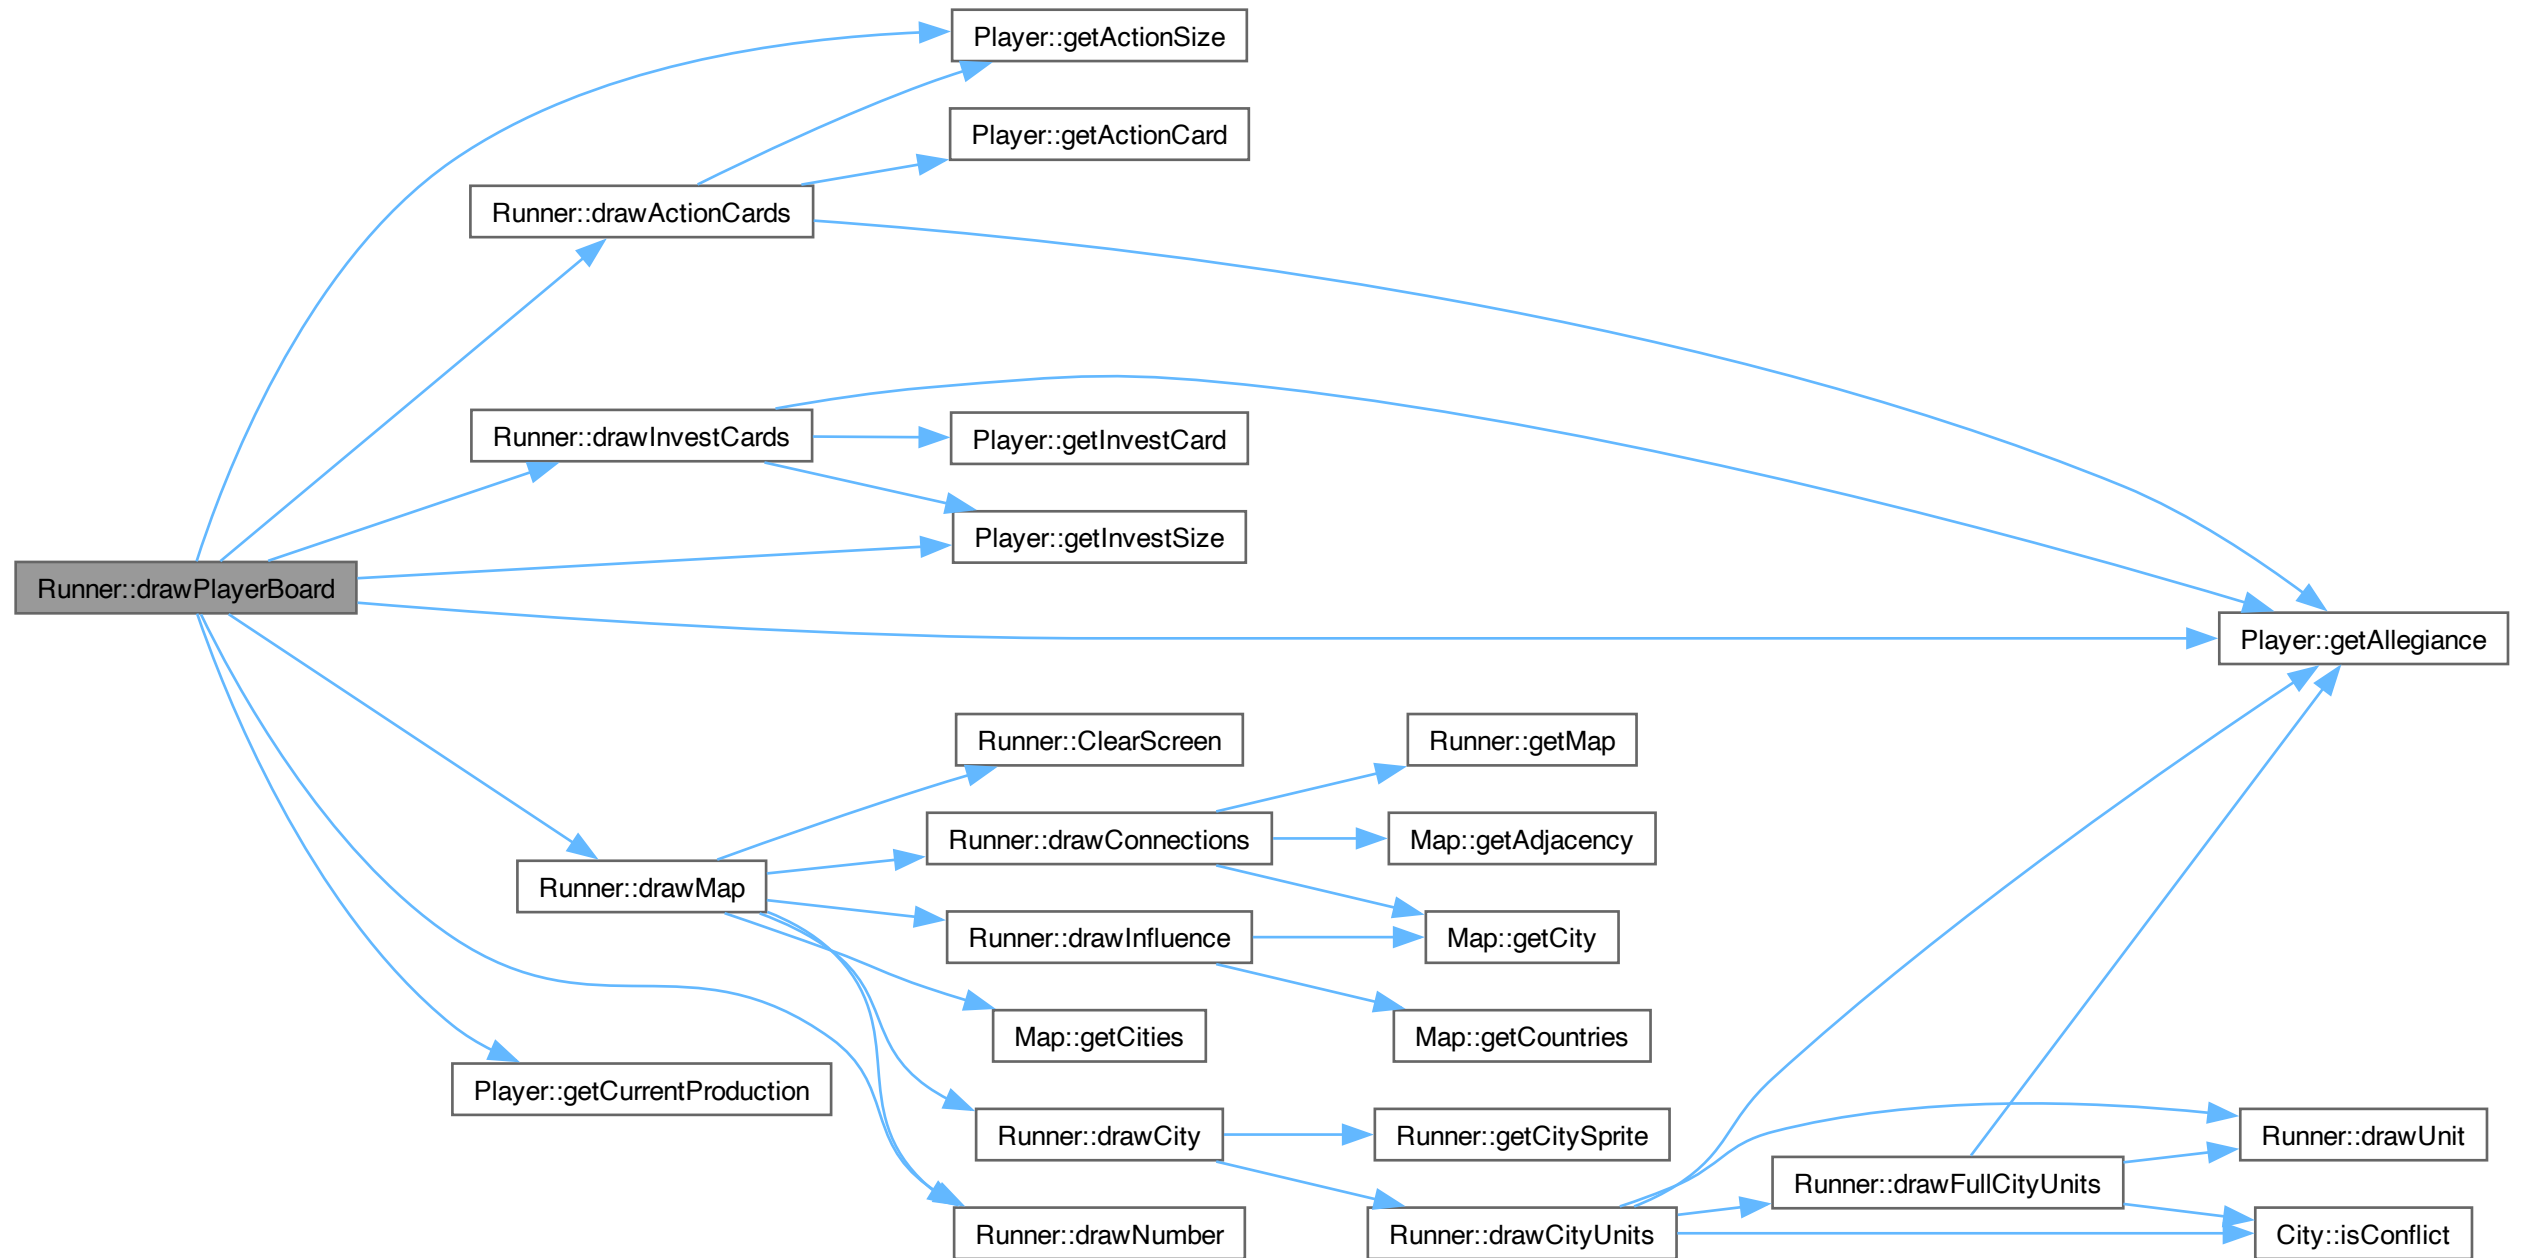 Player::getActionSize
Player::getActionCard
Runner::drawActionCards
Runner::drawInvestCards
Player::getInvestCard
Player::getInvestSize
Runner::drawPlayerBoard
Player::getAllegiance
Runner::ClearScreen
Runner::getMap
Runner::drawConnections
Map::getAdjacency
Runner::drawMap
Runner::drawInfluence
Map::getCity
Map::getCities
Map::getCountries
Player::getCurrentProduction
Runner::drawCity
Runner::getCitySprite
Runner::drawUnit
Runner::drawFullCityUnits
Runner::drawNumber
Runner::drawCityUnits
City::isConflict